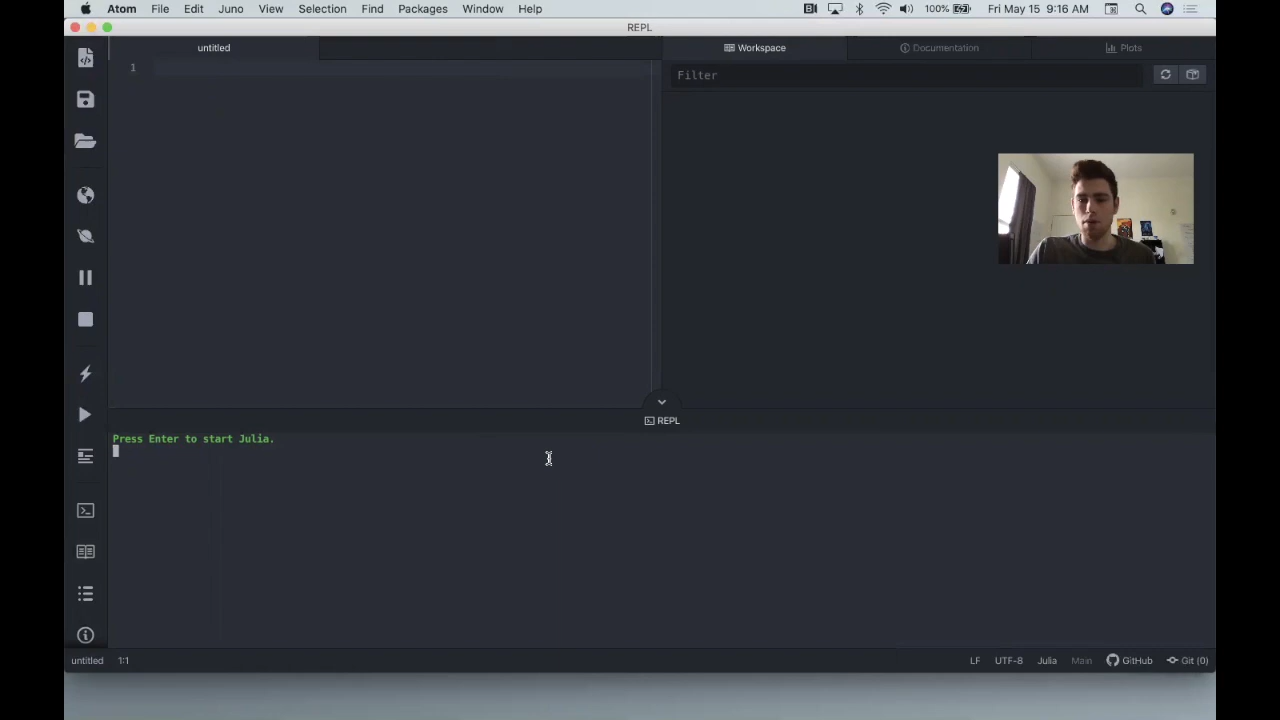 Atom File Edit View Juno Selection Find Packages Window Help 100% Fri May 15 9:16 AM
REPL
untitled
Workspace Documentation Plots
1
Filter
REPL
Press Enter to start Julia.
untitled 1:1 LF UTF-8 Julia Main GitHub Git (0)